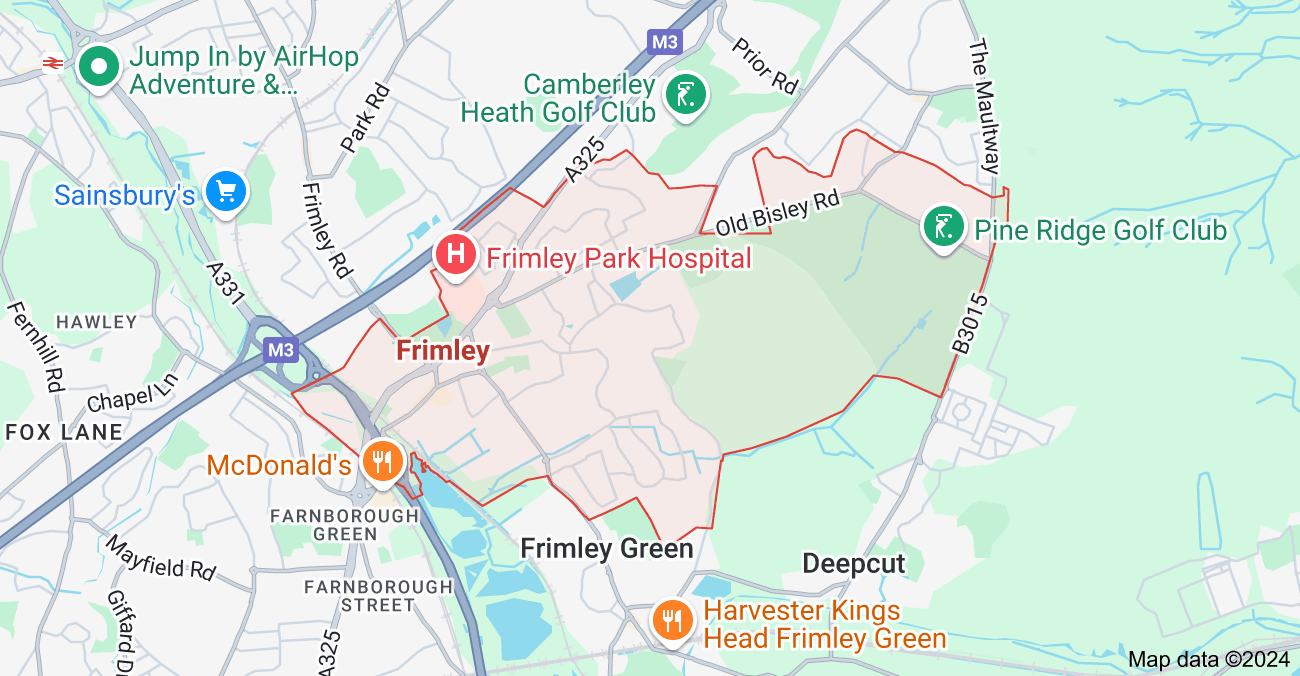 M3
Jump In by AirHop
Adventure &...
Prior Rd
The Maultway
Camberley
Heath Golf Club
Park Rd
A325
Sainsbury's
Frimley Rd
Old Bisley Rd
Pine Ridge Golf Club
H
Frimley Park Hospital
A331
HAWLEY
Fernhill Rd
M3
Frimley
B3015
Chapel Ln
FOX LANE
McDonald's
FARNBOROUGH
GREEN
Frimley Green
Deepcut
Mayfield Rd
FARNBOROUGH
STREET
Giffard D
A325
Harvester Kings
Head Frimley Green
Map data ©2024